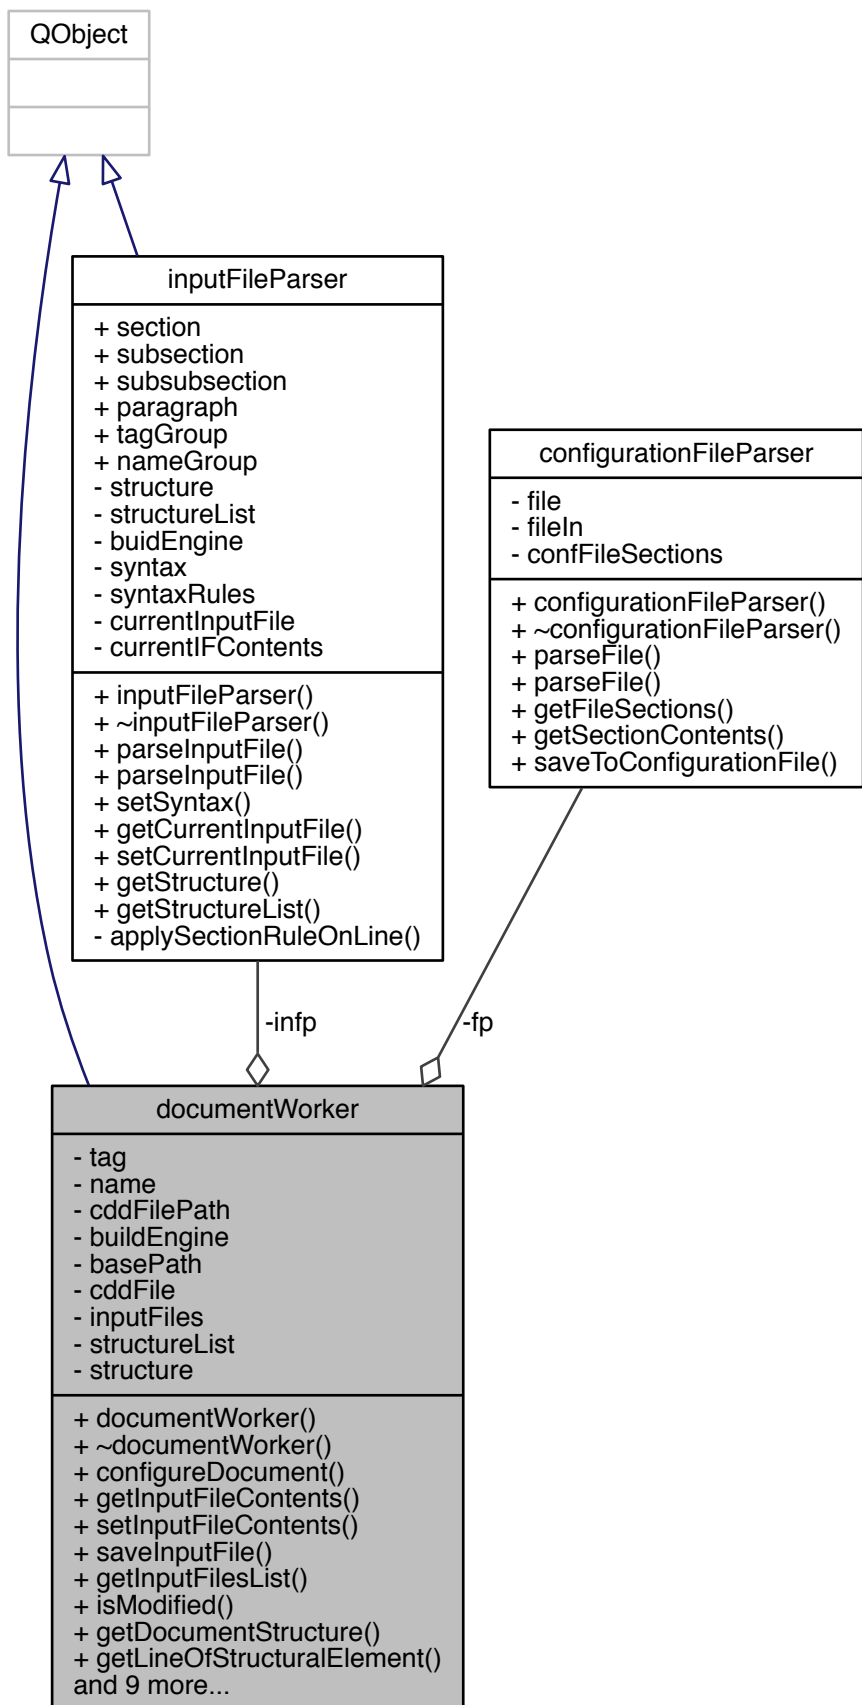 QObject
inputFileParser
+ section
+ subsection
+ subsubsection
+ paragraph
+ tagGroup
+ nameGroup
- structure
- structureList
- buidEngine
- syntax
- syntaxRules
- currentInputFile
- currentIFContents
+ inputFileParser()
+ ~inputFileParser()
+ parseInputFile()
+ parseInputFile()
+ setSyntax()
+ getCurrentInputFile()
+ setCurrentInputFile()
+ getStructure()
+ getStructureList()
- applySectionRuleOnLine()
configurationFileParser
- file
- fileIn
- confFileSections
+ configurationFileParser()
+ ~configurationFileParser()
+ parseFile()
+ parseFile()
+ getFileSections()
+ getSectionContents()
+ saveToConfigurationFile()
-infp
-fp
documentWorker
- tag
- name
- cddFilePath
- buildEngine
- basePath
- cddFile
- inputFiles
- structureList
- structure
+ documentWorker()
+ ~documentWorker()
+ configureDocument()
+ getInputFileContents()
+ setInputFileContents()
+ saveInputFile()
+ getInputFilesList()
+ isModified()
+ getDocumentStructure()
+ getLineOfStructuralElement()
and 9 more...